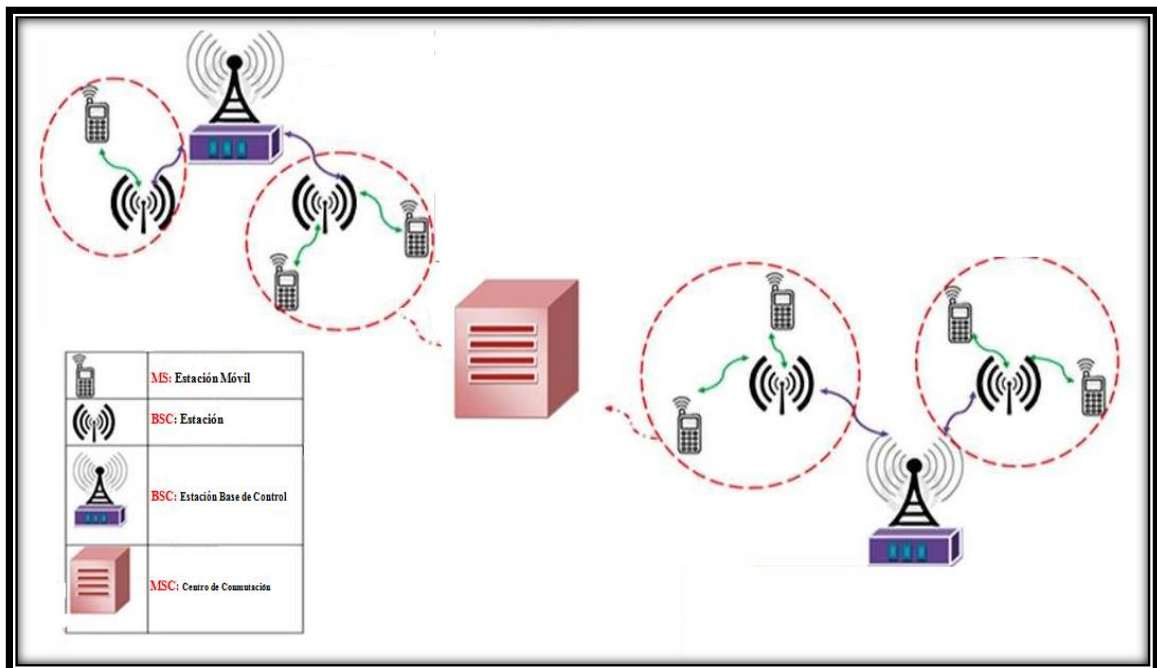 MS: Estación Móvil
BSC: Estación
BSC: Estación Base de Control
MSC: Centro de Conmutación